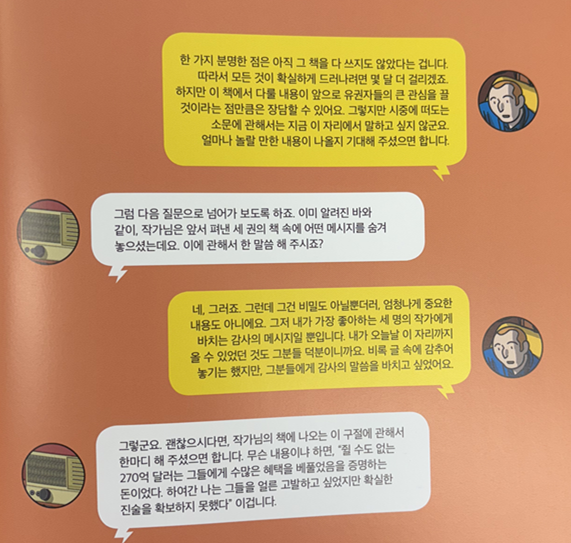 한 가지 분명한 점은 아직 그 책을 다 쓰지도 않았다는 겁니다.
따라서 모든 것이 확실하게 드러나려면 몇 달 더 걸리겠죠.
하지만 이 책에서 다룰 내용이 앞으로 유권자들의 큰 관심을 끌
것이라는 점만큼은 장담할 수 있어요. 그렇지만 시중에 떠도는
소문에 관해서는 지금 이 자리에서 말하고 싶지 않군요.
얼마나 놀랄 만한 내용이 나올지 기대해 주셨으면 합니다.
그럼 다음 질문으로 넘어가 보도록 하죠. 이미 알려진 바와
같이, 작가님은 앞서 펴낸 세 권의 책 속에 어떤 메시지를 숨겨
놓으셨는데요. 이에 관해서 한 말씀 해 주시죠?
네, 그러죠. 그런데 그건 비밀도 아닐뿐더러, 엄청나게 중요한
내용도 아니에요. 그저 내가 가장 좋아하는 세 명의 작가에게
바치는 감사의 메시지일 뿐입니다. 내가 오늘날 이 자리까지
올 수 있었던 것도 그분들 덕분이니까요. 비록 글 속에 감추어
놓기는 했지만, 그분들에게 감사의 말씀을 바치고 싶었어요.
그렇군요. 괜찮으시다면, 작가님의 책에 나오는 이 구절에 관해서
한마디 해 주셨으면 합니다. 무슨 내용이냐 하면, “쥘 수도 없는
270억 달러는 그들에게 수많은 혜택을 베풀었음을 증명하는
돈이었다. 하여간 나는 그들을 얼른 고발하고 싶었지만 확실한
진술을 확보하지 못했다” 이겁니다.